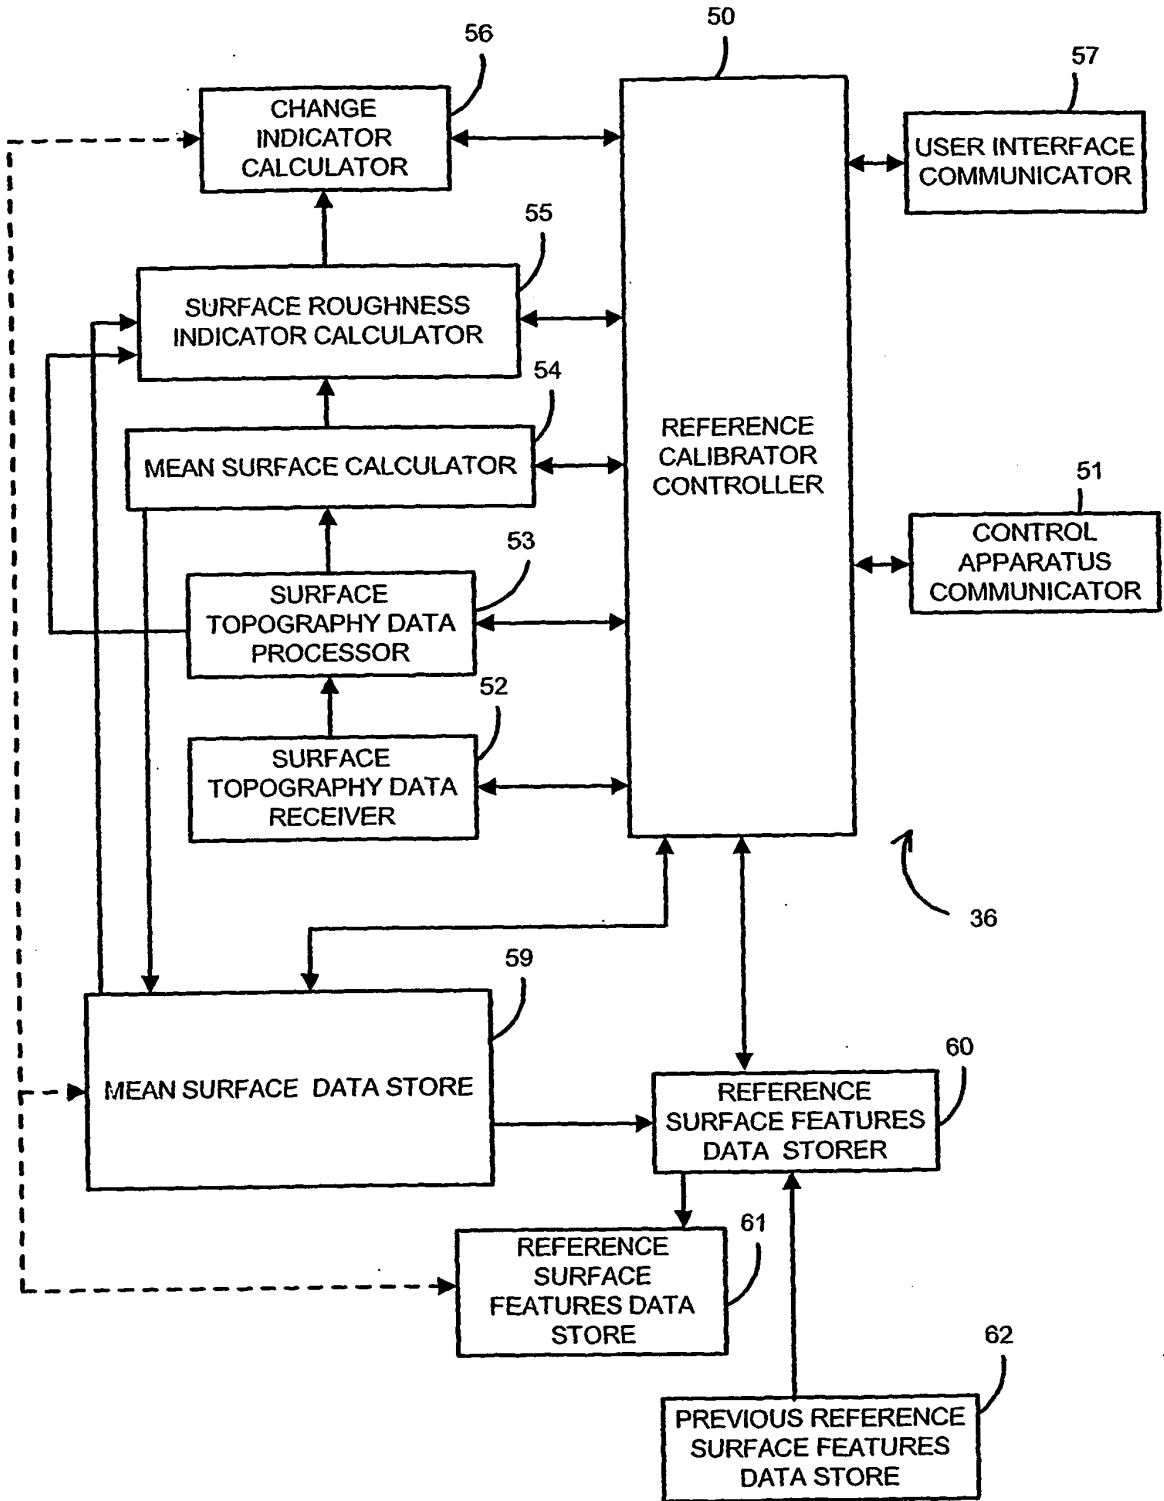 56
50
57
CHANGE
INDICATOR
CALCULATOR
USER INTERFACE
COMMUNICATOR
55
SURFACE ROUGHNESS
INDICATOR CALCULATOR
54
MEAN SURFACE CALCULATOR
REFERENCE
CALIBRATOR
CONTROLLER
51
CONTROL
APPARATUS
COMMUNICATOR
53
SURFACE
TOPOGRAPHY DATA
PROCESSOR
52
SURFACE
TOPOGRAPHY DATA
RECEIVER
36
59
MEAN SURFACE DATA STORE
60
REFERENCE
SURFACE FEATURES
DATA STORER
61
REFERENCE
SURFACE
FEATURES DATA
STORE
62
PREVIOUS REFERENCE
SURFACE FEATURES
DATA STORE